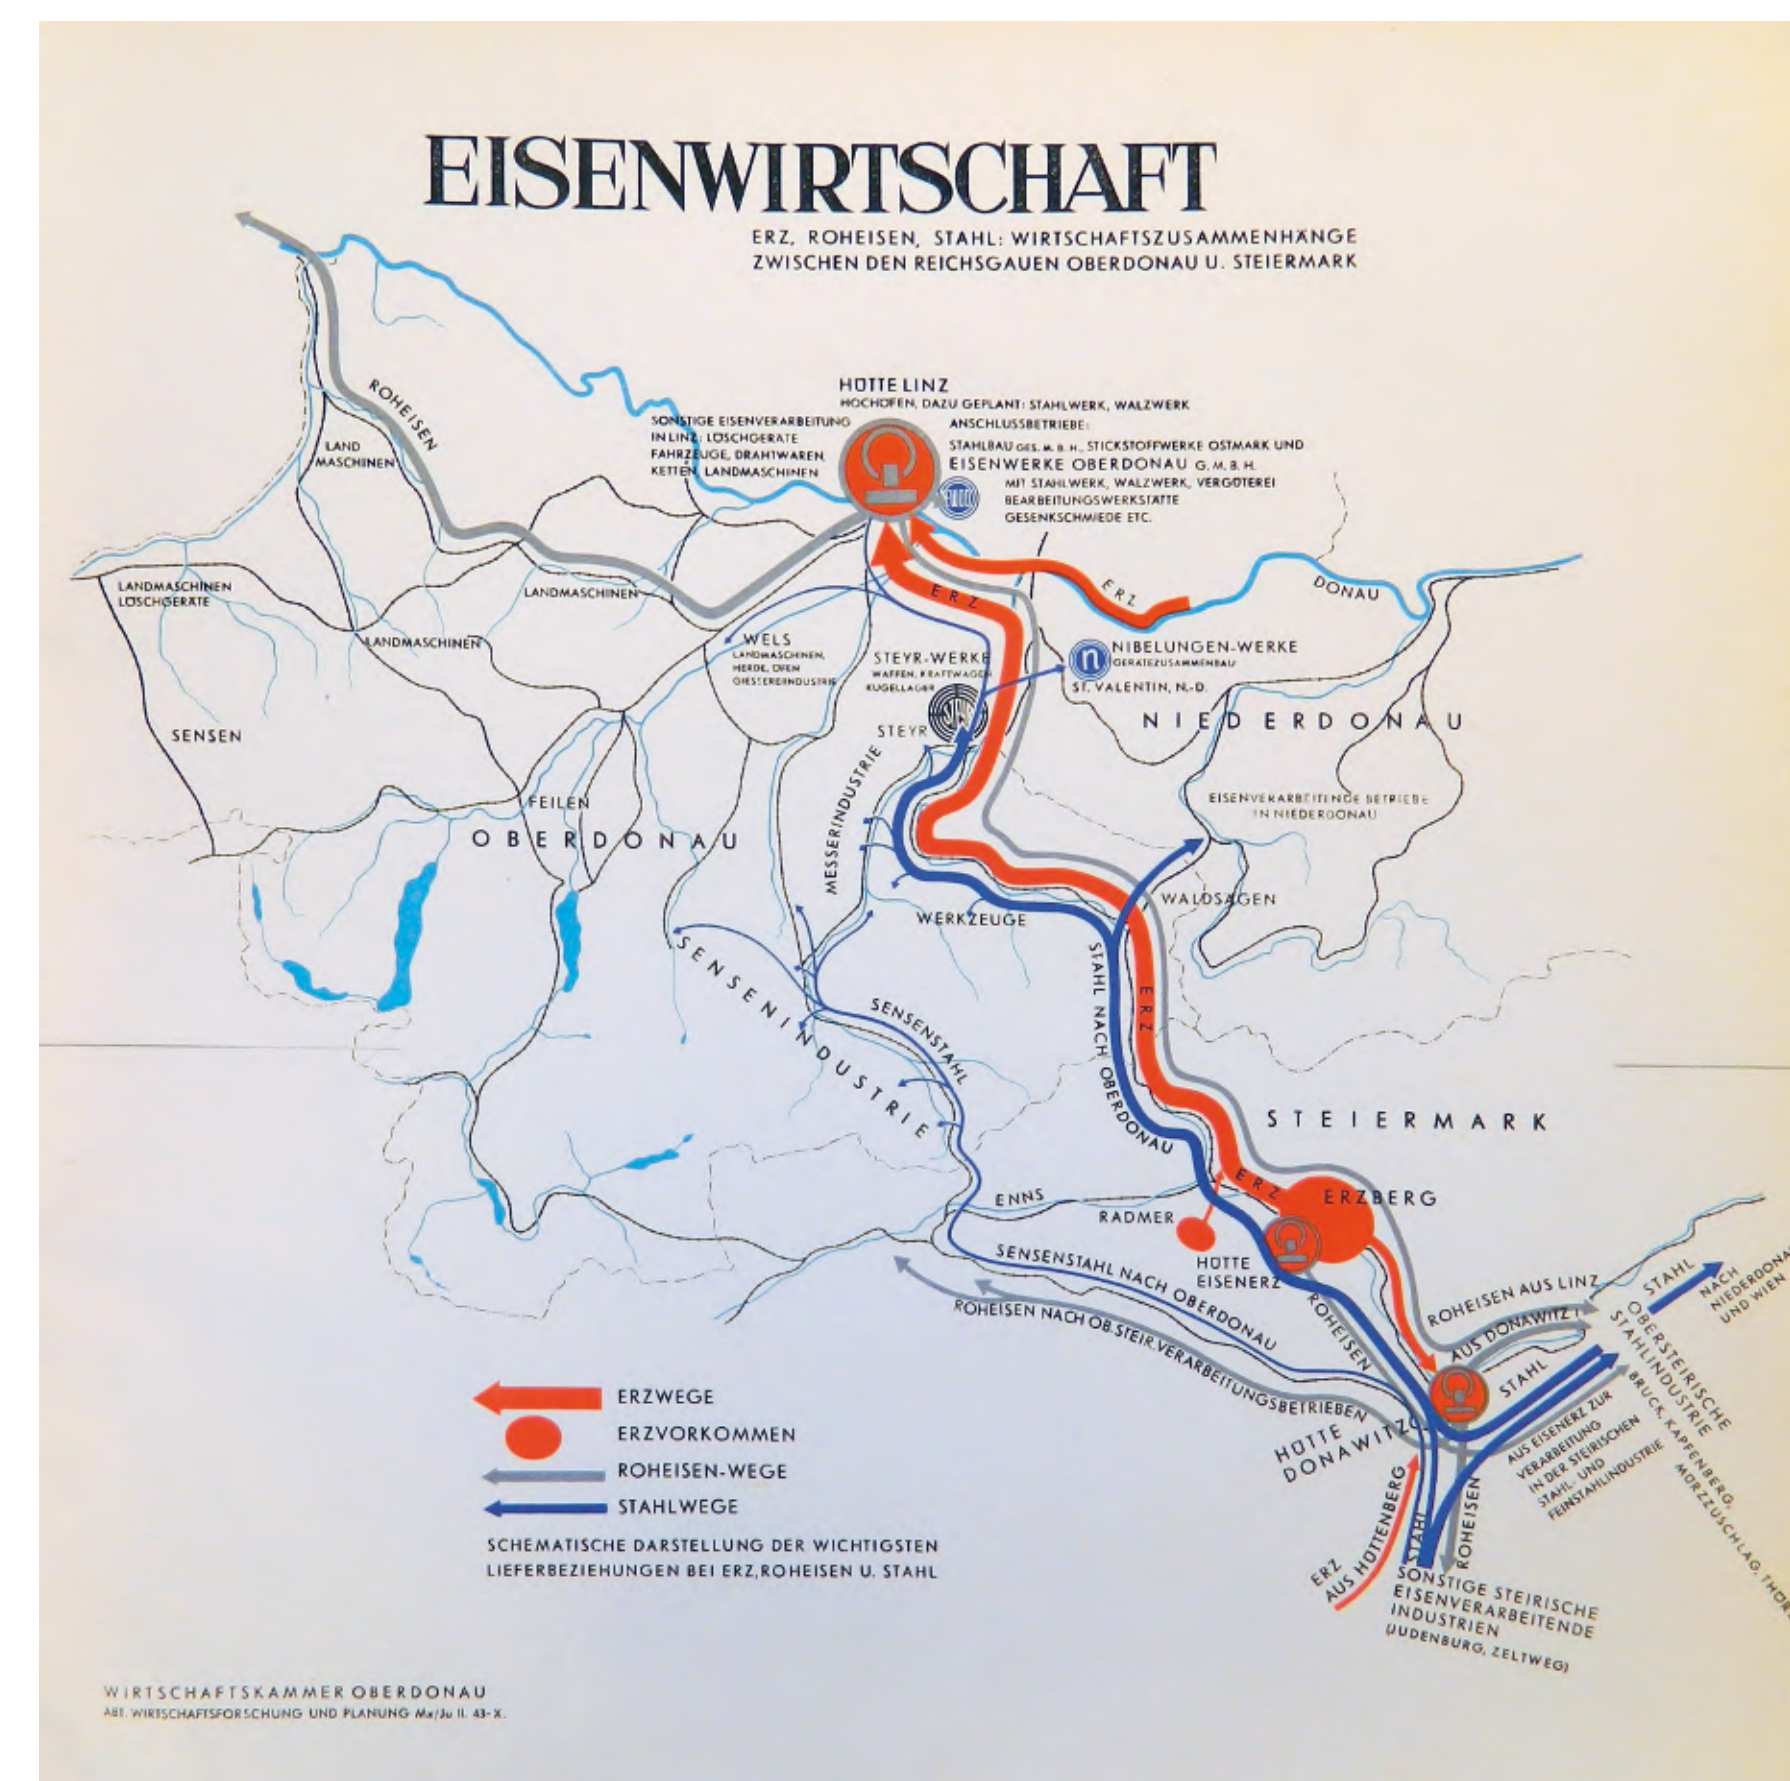 EISENWIRTSCHAFT
ERZ, ROHEISEN, STAHL: WIRTSCHAFTSZUSAMMENHÄNGE
ZWISCHEN DEN REICHSGAUEN OBERDONAU U. STEIERMARK
ROHEISEN
LAND
MASCHINEN
HÜTTE LINZ
HOCHÖFEN, DAZU GEPLANT: STAHLWERK, WALZWERK
SONSTIGE EISENVERARBEITUNG
IN LINZ: LÖSCHGERÄTE
FAHRZEUGE, DRAHTWAREN,
KETTEN, LANDMASCHINEN
ANSCHLUSSBETRIEBE:
STAHLBAU GES. M. B. H., STICKSTOFFWERKE OSTMARK UND
EISENWERKE OBERDONAU G. M. B. H.
MIT STAHLWERK, WALZWERK, VERGÜTEREI
BEARBEITUNGSWERKSTÄTTE
GESENKSCHMIEDE ETC.
LANDMASCHINEN
LÖSCHGERÄTE
LANDMASCHINEN
LANDMASCHINEN
ERZ
ERZ
DONAU
WELS
LANDMASCHINEN,
HERDE, ÖFEN
GIESSEREIINDUSTRIE
STEYR-WERKE
WAFFEN, KRAFTWAGEN
KUGELLAGER
STEYR
n
NIBELUNGEN-WERKE
GERÄTEZUSAMMENBAU
ST. VALENTIN, N.-D.
NIEDERDONAU
SENSEN
FEILEN
OBERDONAU
MESSERINDUSTRIE
EISENVERARBEITENDE BETRIEBE
IN NIEDERDONAU
WALDSÄGEN
WERKZEUGE
SENSENINDUSTRIE
SENSENSTAHL
STAHL NACH OBERDONAU
ERZ
STEIERMARK
ERZ
ERZBERG
ENNS
RADMER
HÜTTE
EISENERZ
SENSENSTAHL NACH OBERDONAU
ROHEISEN NACH OB. STEIR. VERARBEITUNGSBETRIEBEN
ROHEISEN
ROHEISEN AUS LINZ
AUS DONAWITZ
STAHL
STAHL
NACH
NIEDERDONAU
UND WIEN
OBERSTEIRISCHE
STAHLINDUSTRIE
BRUCK, KAPFENBERG,
MÜRZZUSCHLAG,
HÜTTE
DONAWITZ
AUS EISENERZ ZUR
VERARBEITUNG
IN DER STEIRISCHEN
STAHL- UND
FEINSTAHLINDUSTRIE
ERZ
AUS HÜTTENBERG
STAHL
ROHEISEN
SONSTIGE STEIRISCHE
EISENVERARBEITENDE
INDUSTRIEN
(JUDENBURG, ZELTWEG)
ERZWEGE
ERZVORKOMMEN
ROHEISEN-WEGE
STAHLWEGE
SCHEMATISCHE DARSTELLUNG DER WICHTIGSTEN
LIEFERBEZIEHUNGEN BEI ERZ, ROHEISEN U. STAHL
WIRTSCHAFTSKAMMER OBERDONAU
ABT. WIRTSCHAFTSFORSCHUNG UND PLANUNG Mx/Ju II. 43-X.